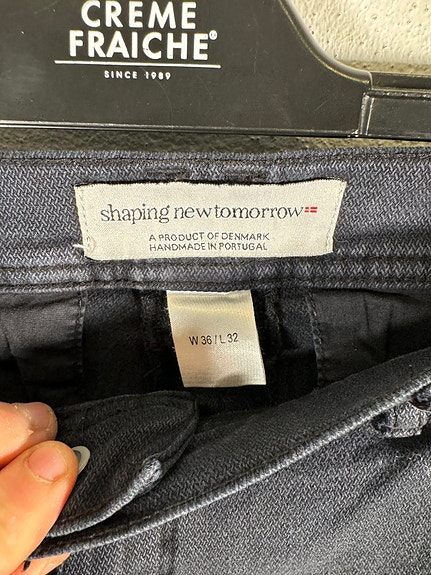 CREME
FRAICHE®
SINCE 1989
shaping newtomorrow
A PRODUCT OF DENMARK
HANDMADE IN PORTUGAL
W 36 / L 32